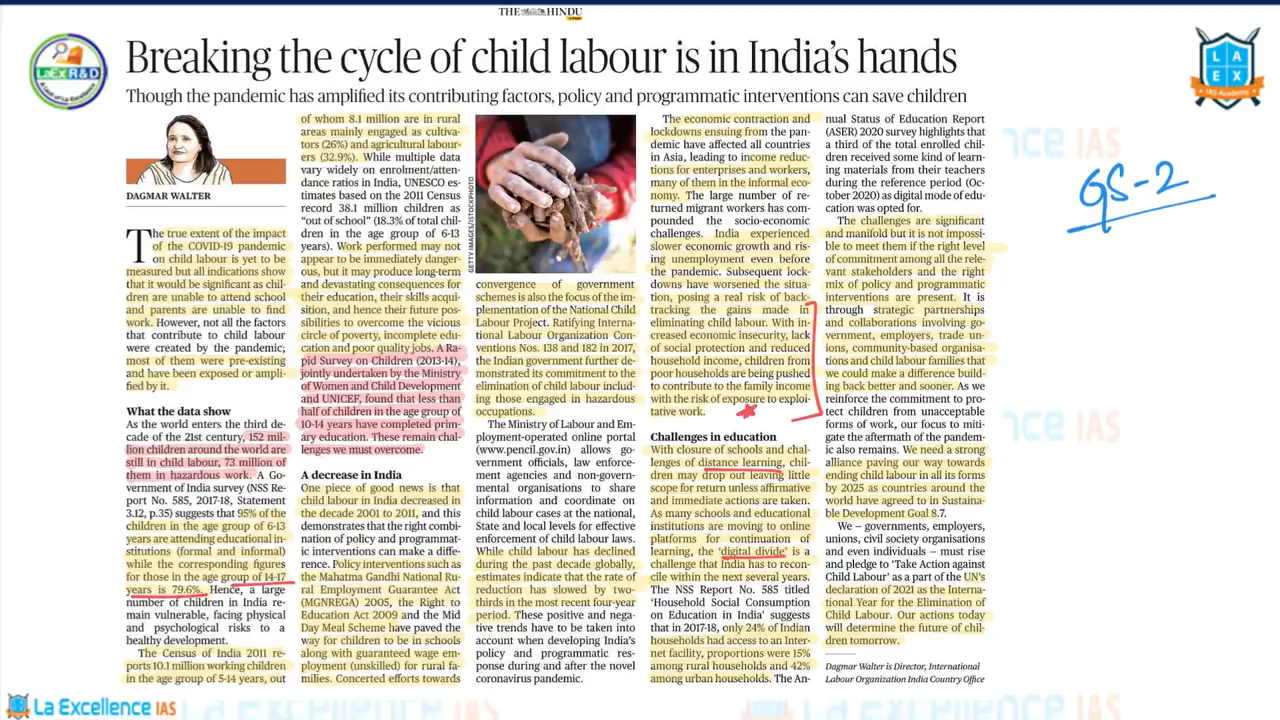 THE HINDU
LaEx R&D
A Unit of La Excellence
LAEX
IAS Academy
Breaking the cycle of child labour is in India's hands
Though the pandemic has amplified its contributing factors, policy and programmatic interventions can save children
GS-2
DAGMAR WALTER
The true extent of the impact
of the COVID-19 pandemic
on child labour is yet to be
measured but all indications show
that it would be significant as chil-
dren are unable to attend school
and parents are unable to find
work. However, not all the factors
that contribute to child labour
were created by the pandemic;
most of them were pre-existing
and have been exposed or ampli-
fied by it.
What the data show
As the world enters the third de-
cade of the 21st century, 152 mil-
lion children around the world are
still in child labour, 73 million of
them in hazardous work. A Go-
vernment of India survey (NSS Re-
port No. 585, 2017-18, Statement
3.12, p.35) suggests that 95% of the
children in the age group of 6-13
years are attending educational in-
stitutions (formal and informal)
while the corresponding figures
for those in the age group of 14-17
years is 79.6%. Hence, a large
number of children in India re-
main vulnerable, facing physical
and psychological risks to a
healthy development.
The Census of India 2011 re-
ports 10.1 million working children
in the age group of 5-14 years, out
of whom 8.1 million are in rural
areas mainly engaged as cultiva-
tors (26%) and agricultural labour-
ers (32.9%). While multiple data
vary widely on enrolment/atten-
dance ratios in India, UNESCO es-
timates based on the 2011 Census
record 38.1 million children as
"out of school" (18.3% of total chil-
dren in the age group of 6-13
years). Work performed may not
appear to be immediately danger-
ous, but it may produce long-term
and devastating consequences for
their education, their skills acqui-
sition, and hence their future pos-
sibilities to overcome the vicious
circle of poverty, incomplete edu-
cation and poor quality jobs. A Ra-
pid Survey on Children (2013-14),
jointly undertaken by the Ministry
of Women and Child Development
and UNICEF, found that less than
half of children in the age group of
10-14 years have completed prim-
ary education. These remain chal-
lenges we must overcome.
A decrease in India
One piece of good news is that
child labour in India decreased in
the decade 2001 to 2011, and this
demonstrates that the right combi-
nation of policy and programmat-
ic interventions can make a diffe-
rence. Policy interventions such as
the Mahatma Gandhi National Ru-
ral Employment Guarantee Act
(MGNREGA) 2005, the Right to
Education Act 2009 and the Mid
Day Meal Scheme have paved the
way for children to be in schools
along with guaranteed wage em-
ployment (unskilled) for rural fa-
milies. Concerted efforts towards
GETTY IMAGES/ISTOCKPHOTO
convergence of government
schemes is also the focus of the im-
plementation of the National Child
Labour Project. Ratifying Interna-
tional Labour Organization Con-
ventions Nos. 138 and 182 in 2017,
the Indian government further de-
monstrated its commitment to the
elimination of child labour includ-
ing those engaged in hazardous
occupations.
The Ministry of Labour and Em-
ployment-operated online portal
(www.pencil.gov.in) allows go-
vernment officials, law enforce-
ment agencies and non-govern-
mental organisations to share
information and coordinate on
child labour cases at the national,
State and local levels for effective
enforcement of child labour laws.
While child labour has declined
during the past decade globally,
estimates indicate that the rate of
reduction has slowed by two-
thirds in the most recent four-year
period. These positive and nega-
tive trends have to be taken into
account when developing India's
policy and programmatic res-
ponse during and after the novel
coronavirus pandemic.
The economic contraction and
lockdowns ensuing from the pan-
demic have affected all countries
in Asia, leading to income reduc-
tions for enterprises and workers,
many of them in the informal eco-
nomy. The large number of re-
turned migrant workers has com-
pounded the socio-economic
challenges. India experienced
slower economic growth and ris-
ing unemployment even before
the pandemic. Subsequent lock-
downs have worsened the situa-
tion, posing a real risk of back-
tracking the gains made in
eliminating child labour. With in-
creased economic insecurity, lack
of social protection and reduced
household income, children from
poor households are being pushed
to contribute to the family income
with the risk of exposure to exploi-
tative work.
Challenges in education
With closure of schools and chal-
lenges of distance learning, chil-
dren may drop out leaving little
scope for return unless affirmative
and immediate actions are taken.
As many schools and educational
institutions are moving to online
platforms for continuation of
learning, the 'digital divide' is a
challenge that India has to recon-
cile within the next several years.
The NSS Report No. 585 titled
'Household Social Consumption
on Education in India' suggests
that in 2017-18, only 24% of Indian
households had access to an Inter-
net facility, proportions were 15%
among rural households and 42%
among urban households. The An-
nual Status of Education Report
(ASER) 2020 survey highlights that
a third of the total enrolled chil-
dren received some kind of learn-
ing materials from their teachers
during the reference period (Oc-
tober 2020) as digital mode of edu-
cation was opted for.
The challenges are significant
and manifold but it is not impossi-
ble to meet them if the right level
of commitment among all the rele-
vant stakeholders and the right
mix of policy and programmatic
interventions are present. It is
through strategic partnerships
and collaborations involving go-
vernment, employers, trade un-
ions, community-based organisa-
tions and child labour families that
we could make a difference build-
ing back better and sooner. As we
reinforce the commitment to pro-
tect children from unacceptable
forms of work, our focus to miti-
gate the aftermath of the pandem-
ic also remains. We need a strong
alliance paving our way towards
ending child labour in all its forms
by 2025 as countries around the
world have agreed to in Sustaina-
ble Development Goal 8.7.
We – governments, employers,
unions, civil society organisations
and even individuals – must rise
and pledge to 'Take Action against
Child Labour' as a part of the UN's
declaration of 2021 as the Interna-
tional Year for the Elimination of
Child Labour. Our actions today
will determine the future of chil-
dren tomorrow.
Dagmar Walter is Director, International
Labour Organization India Country Office
La Excellence IAS
La Excellence IAS